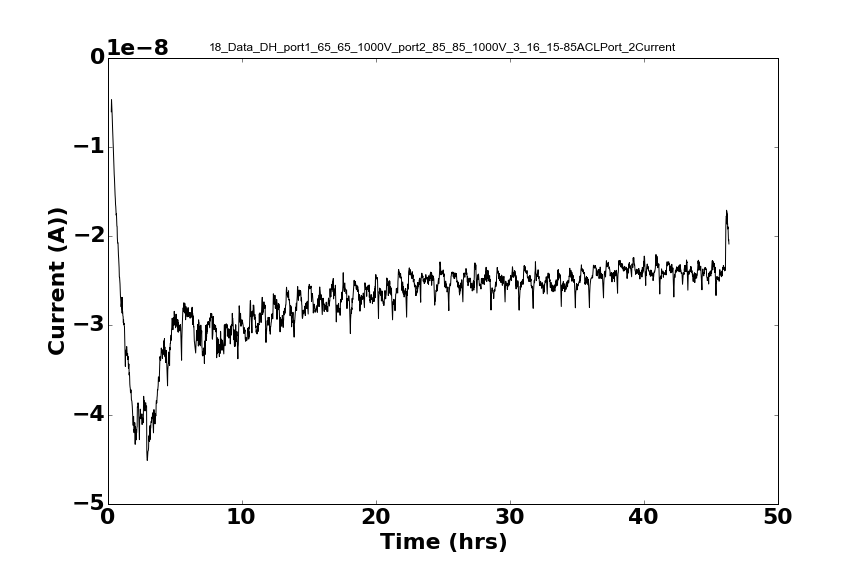 1e−8
18_Data_DH_port1_65_65_1000V_port2_85_85_1000V_3_16_15-85ACLPort_2Current
0
−1
−2
−3
−4
−5
Current (A))
0 10 20 30 40 50
Time (hrs)